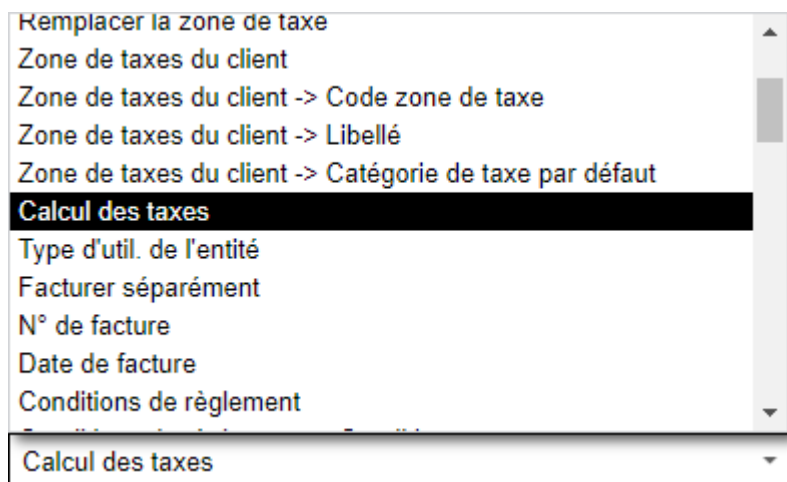 Remplacer la zone de taxe
Zone de taxes du client
Zone de taxes du client -> Code zone de taxe
Zone de taxes du client -> Libellé
Zone de taxes du client -> Catégorie de taxe par défaut
Calcul des taxes
Type d'util. de l'entité
Facturer séparément
N° de facture
Date de facture
Conditions de règlement
Calcul des taxes